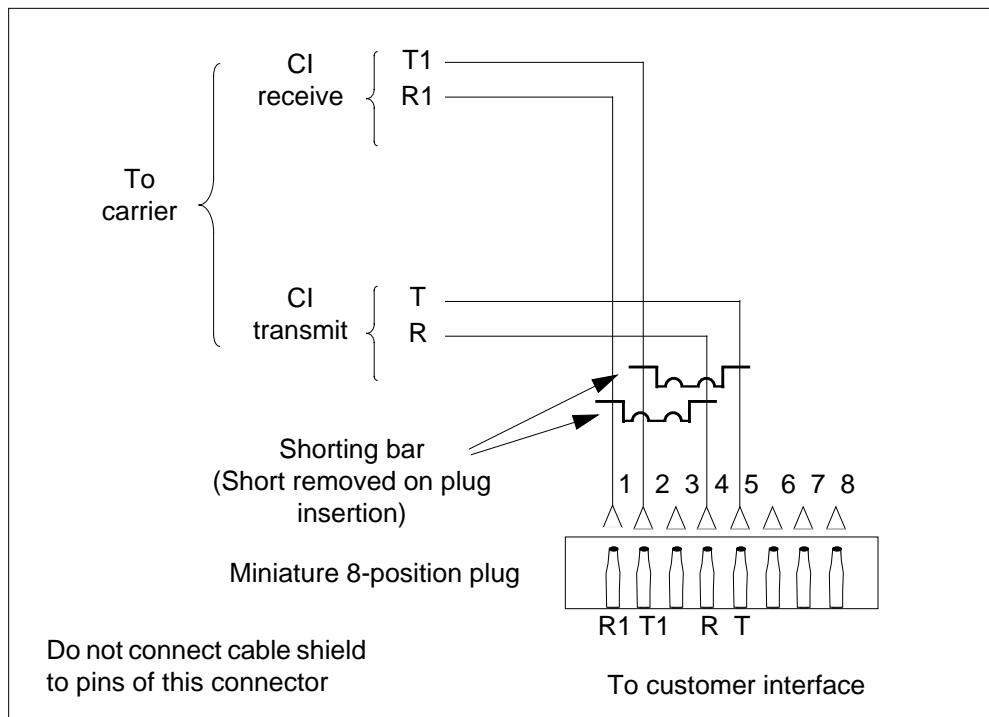 CI
receive
T1
R1
To
carrier
CI
transmit
T
R
Shorting bar
(Short removed on plug
insertion)
1 2 3 4 5 6 7 8
Miniature 8-position plug
R1 T1 R T
Do not connect cable shield
to pins of this connector
To customer interface